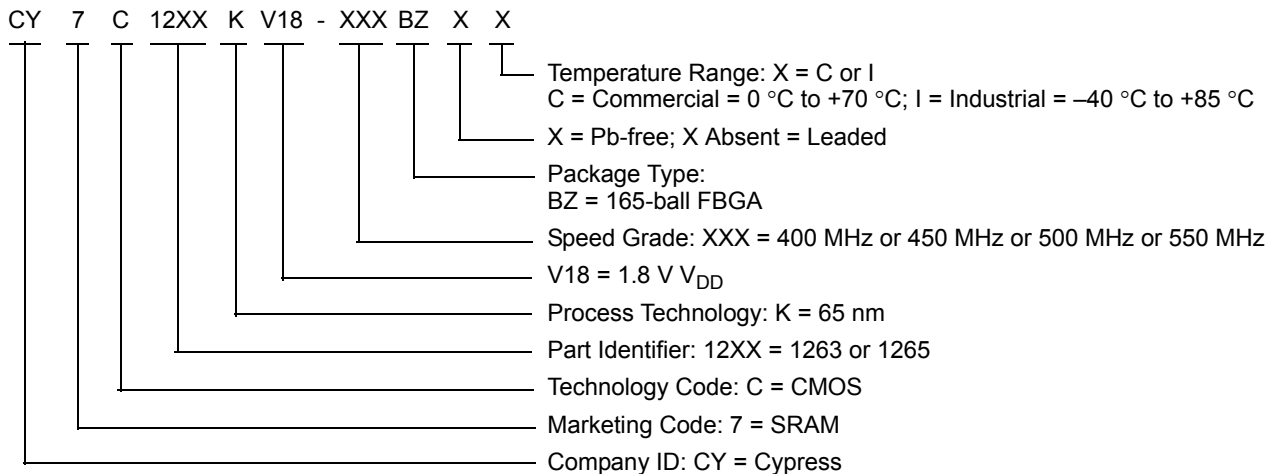 CY 7 C 12XX K V18 - XXX BZ X X
Temperature Range: X = C or I
C = Commercial = 0 °C to +70 °C; I = Industrial = –40 °C to +85 °C
X = Pb-free; X Absent = Leaded
Package Type:
BZ = 165-ball FBGA
Speed Grade: XXX = 400 MHz or 450 MHz or 500 MHz or 550 MHz
V18 = 1.8 V VDD
Process Technology: K = 65 nm
Part Identifier: 12XX = 1263 or 1265
Technology Code: C = CMOS
Marketing Code: 7 = SRAM
Company ID: CY = Cypress